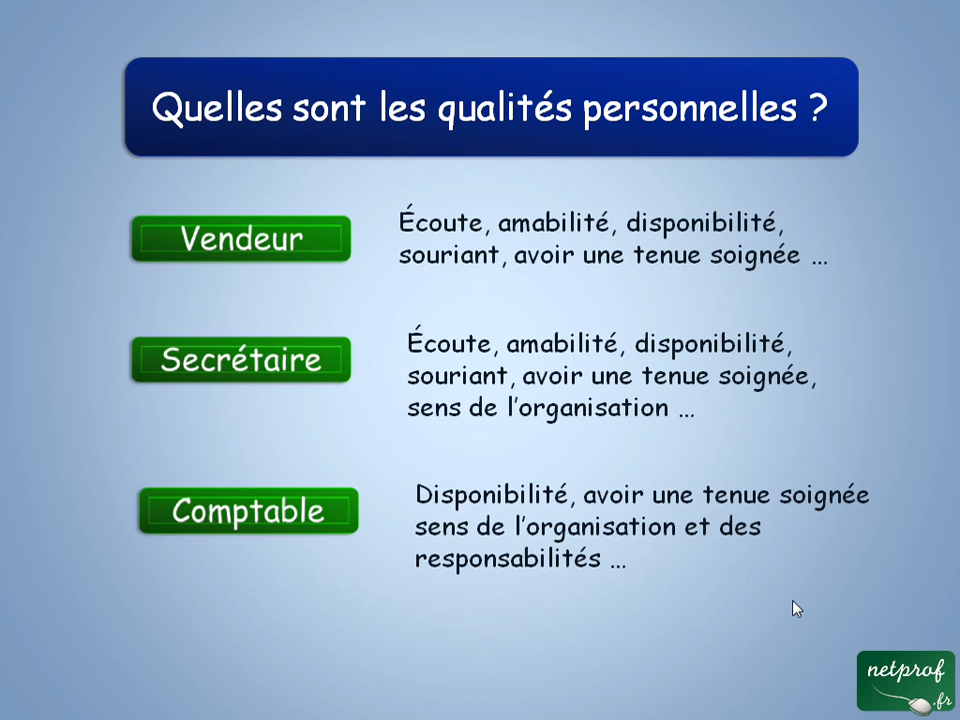 Quelles sont les qualités personnelles ?
Vendeur
Écoute, amabilité, disponibilité,
souriant, avoir une tenue soignée ...
Secrétaire
Écoute, amabilité, disponibilité,
souriant, avoir une tenue soignée,
sens de l'organisation ...
Comptable
Disponibilité, avoir une tenue soignée
sens de l'organisation et des
responsabilités ...
netprof
.fr